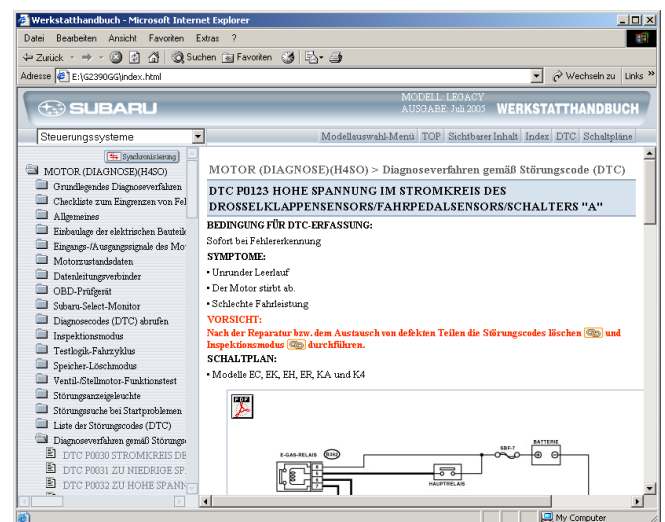 Werkstatthandbuch - Microsoft Internet Explorer
Datei Bearbeiten Ansicht Favoriten Extras ?
Zurück Suchen Favoriten
Adresse E:\G2390GG\index.html Wechseln zu Links »
SUBARU
MODELL: LEGACY
AUSGABE: Juli 2005 WERKSTATTHANDBUCH
Steuerungssysteme Modellauswahl-Menü TOP Sichtbarer Inhalt Index DTC Schaltpläne
Synchronisierung
MOTOR (DIAGNOSE)(H4SO)
Grundlegendes Diagnoseverfahren
Checkliste zum Eingrenzen von Fel
Allgemeines
Einbaulage der elektrischen Bauteile
Eingangs-/Ausgangssignale des Mo
Motorzustandsdaten
Datenleitungsverbinder
OBD-Prüfgerät
Subaru-Select-Monitor
Diagnosecodes (DTC) abrufen
Inspektionsmodus
Testlogik-Fahrzyklus
Speicher-Löschmodus
Ventil-/Stellmotor-Funktionstest
Störungsanzeigeleuchte
Störungssuche bei Startproblemen
Liste der Störungscodes (DTC)
Diagnoseverfahren gemäß Störungs
DTC P0030 STROMKREIS DE
DTC P0031 ZU NIEDRIGE SP
DTC P0032 ZU HOHE SPANN
MOTOR (DIAGNOSE)(H4SO) > Diagnoseverfahren gemäß Störungscode (DTC)
DTC P0123 HOHE SPANNUNG IM STROMKREIS DES
DROSSELKLAPPENSENSORS/FAHRPEDALSENSORS/SCHALTERS "A"
BEDINGUNG FÜR DTC-ERFASSUNG:
Sofort bei Fehlererkennung
SYMPTOME:
• Unrunder Leerlauf
• Der Motor stirbt ab.
• Schlechte Fahrleistung
VORSICHT:
Nach der Reparatur bzw. dem Austausch von defekten Teilen die Störungscodes löschen und
Inspektionsmodus durchführen.
SCHALTPLAN:
• Modelle EC, EK, EH, ER, KA und K4
PDF
E-GAS-RELAIS SBF-7 BATTERIE
HAUPTRELAIS
My Computer